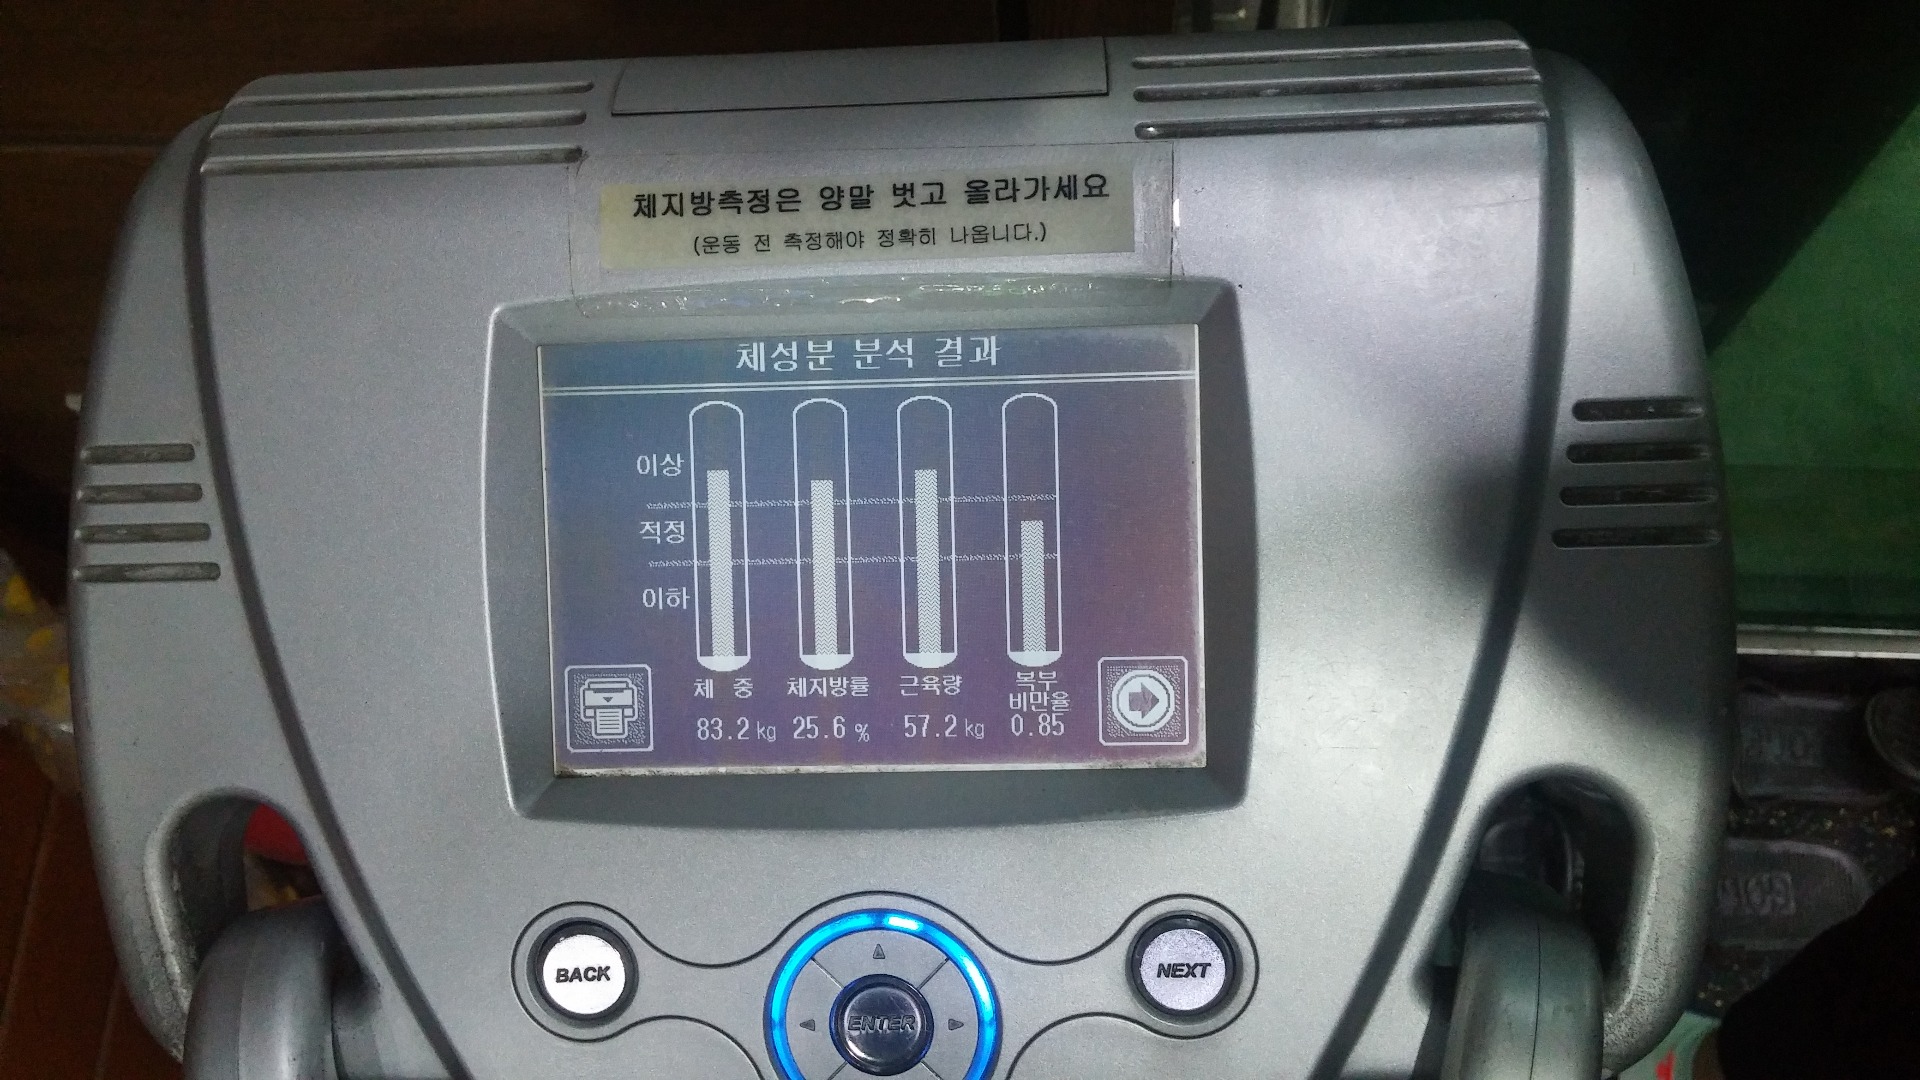 체지방측정은 양말 벗고 올라가세요
(운동 전 측정해야 정확히 나옵니다.)
체성분 분석 결과
이상
적정
이하
체 중 체지방률 근육량 복부
비만율
83.2 kg 25.6 % 57.2 kg 0.85
BACK
NEXT
ENTER